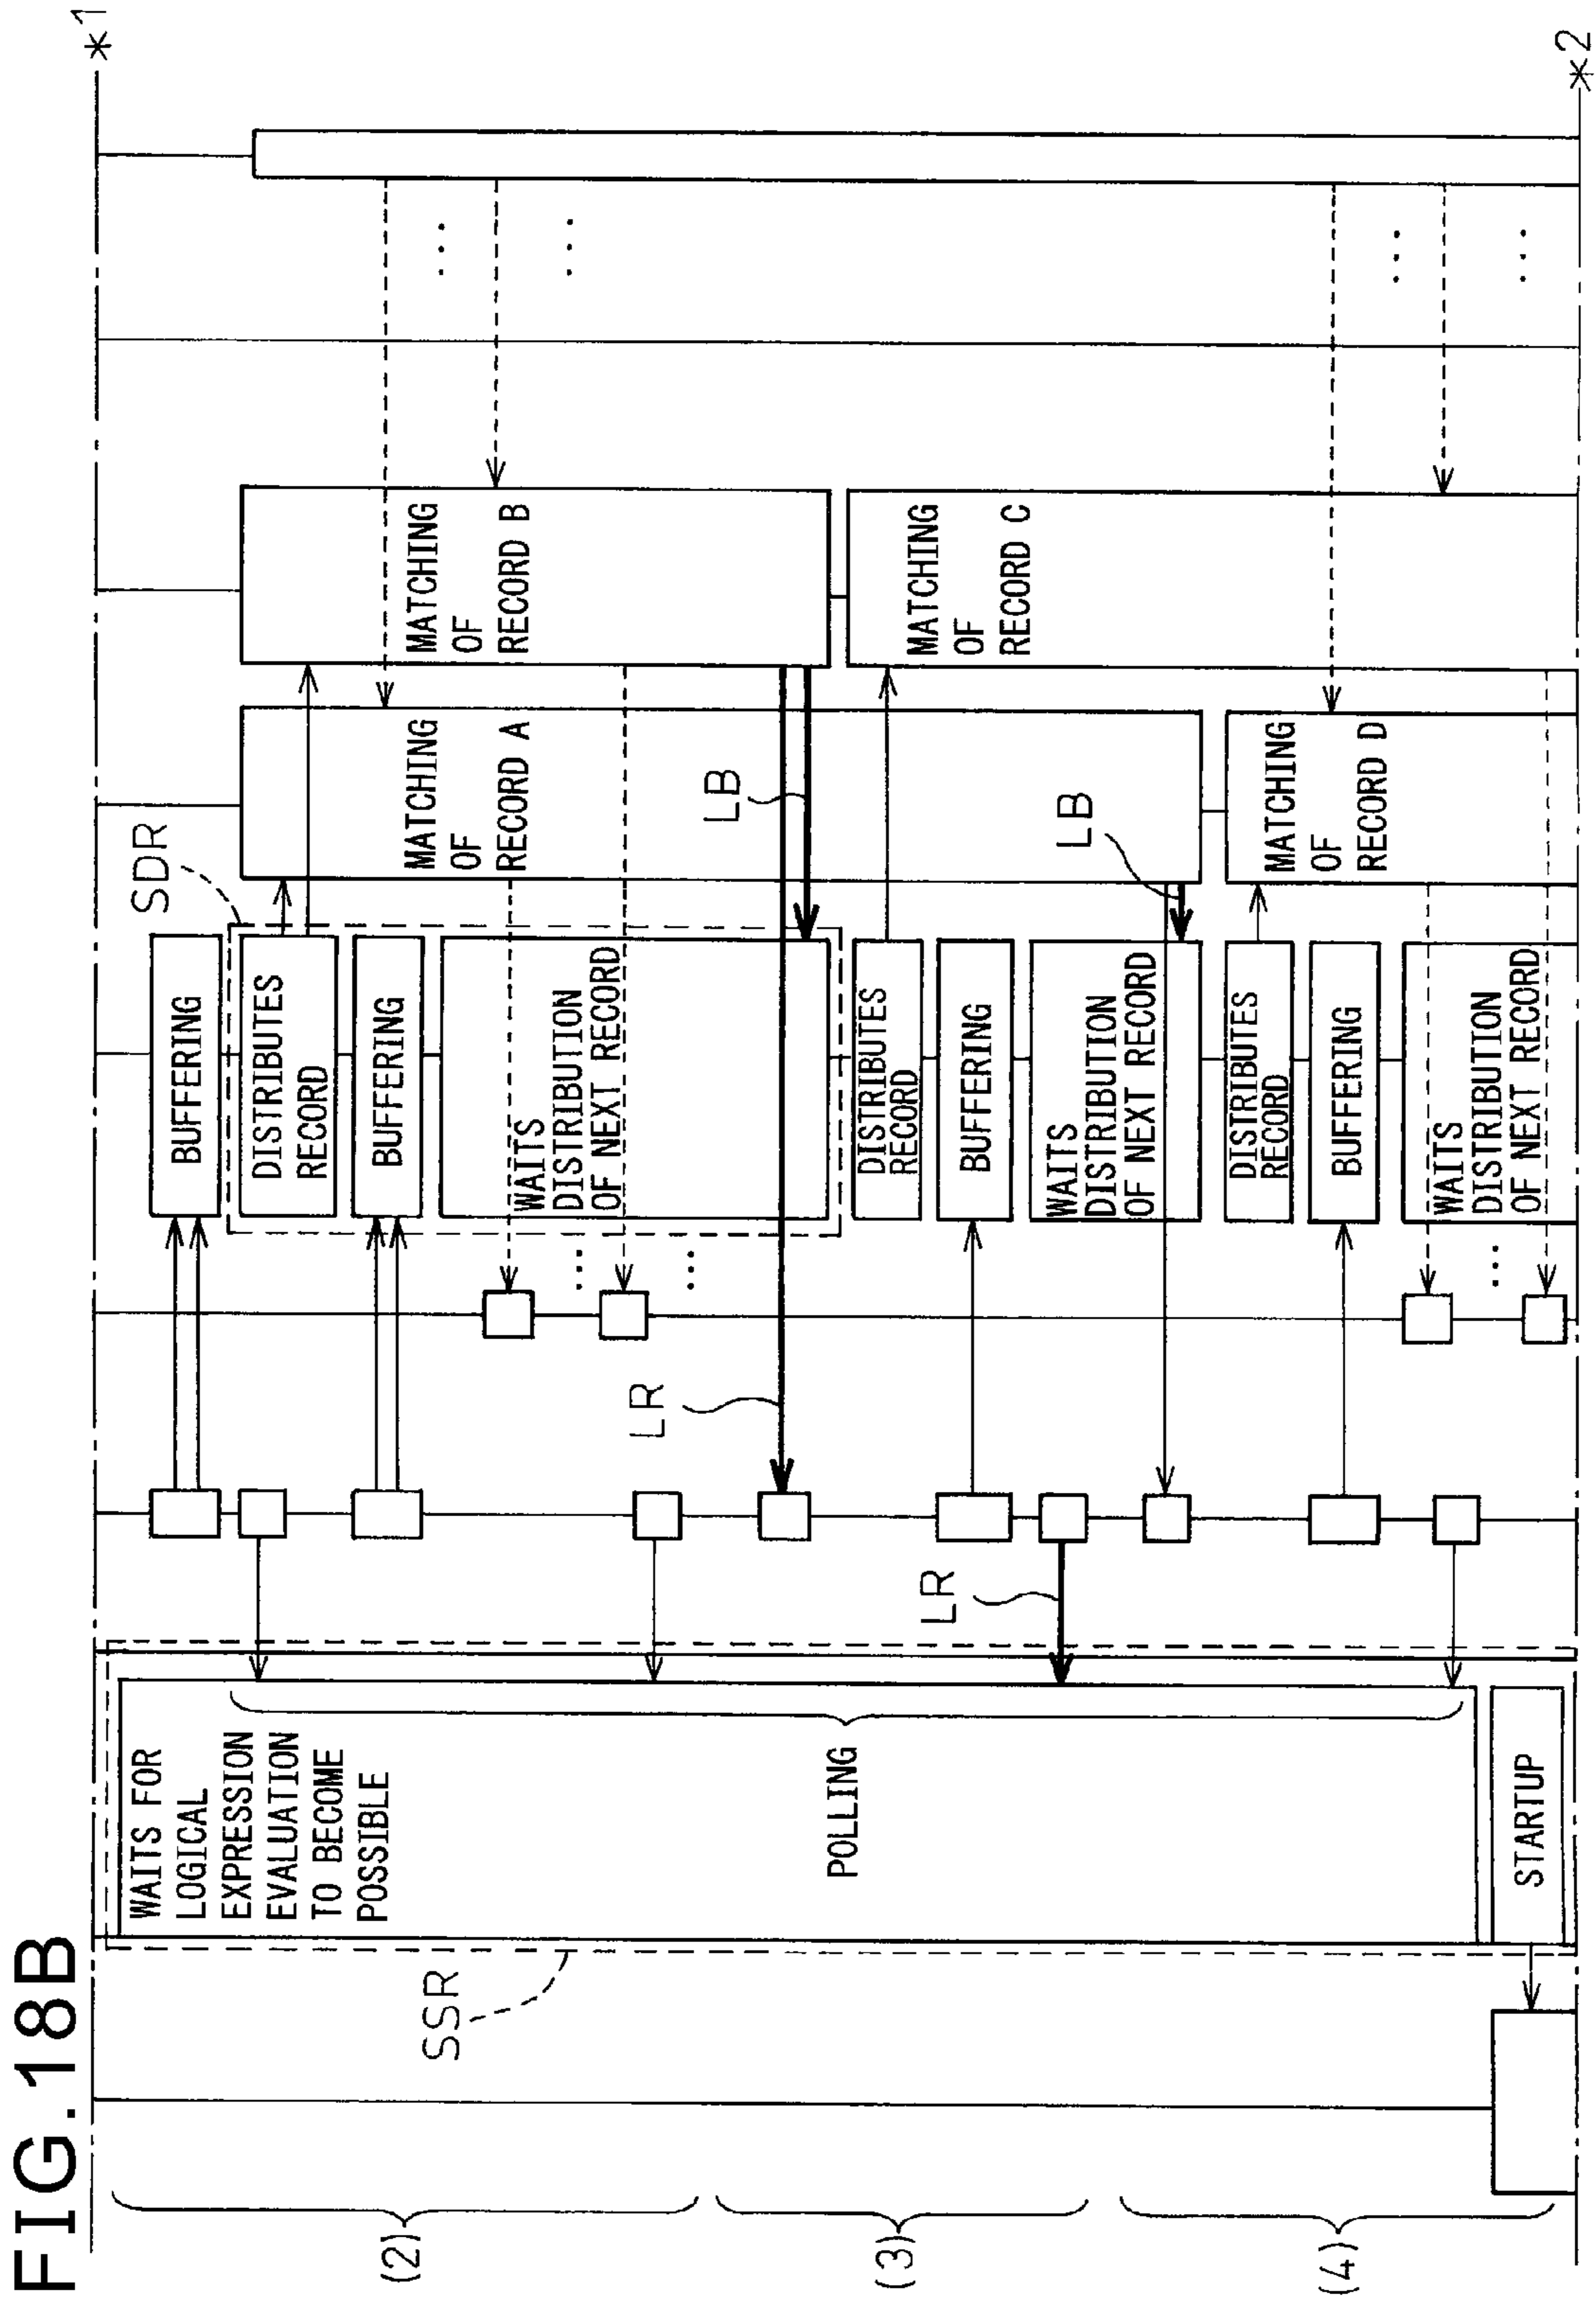 FIG.18B
*1
(2)
(3)
(4)
SSR
WAITS FOR
LOGICAL
EXPRESSION
EVALUATION
TO BECOME
POSSIBLE
POLLING
STARTUP
LR
LR
SDR
BUFFERING
DISTRIBUTES
RECORD
BUFFERING
WAITS
DISTRIBUTION
OF NEXT RECORD
DISTRIBUTES
RECORD
BUFFERING
WAITS
DISTRIBUTION
OF NEXT RECORD
DISTRIBUTES
RECORD
BUFFERING
WAITS
DISTRIBUTION
OF NEXT RECORD
...
...
...
LB
LB
MATCHING
OF
RECORD A
MATCHING
OF
RECORD D
MATCHING
OF
RECORD B
MATCHING
OF
RECORD C
...
...
...
...
*2